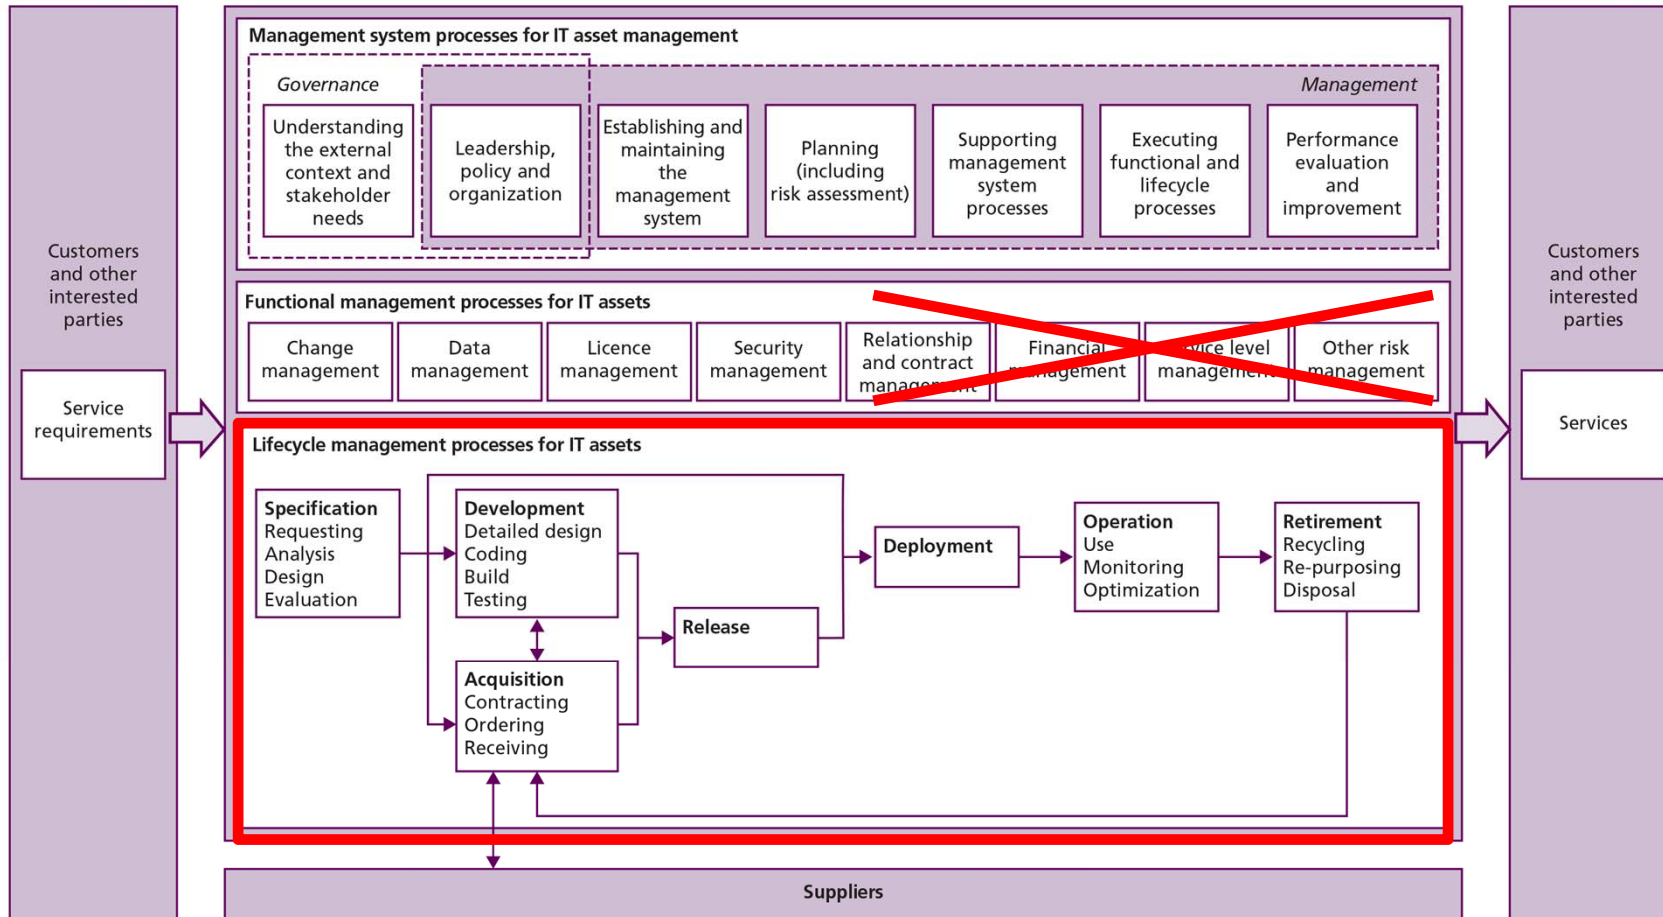 Management system processes for IT asset management
Governance
Management
Understanding
the external
context and
stakeholder
needs
Leadership,
policy and
organization
Establishing and
maintaining
the
management
system
Planning
(including
risk assessment)
Supporting
management
system
processes
Executing
functional and
lifecycle
processes
Performance
evaluation
and
improvement
Customers
and other
interested
parties
Service
requirements
Functional management processes for IT assets
Change
management
Data
management
Licence
management
Security
management
Relationship
and contract
management
Financial
management
Service level
management
Other risk
management
Lifecycle management processes for IT assets
Specification
Requesting
Analysis
Design
Evaluation
Development
Detailed design
Coding
Build
Testing
Acquisition
Contracting
Ordering
Receiving
Release
Deployment
Operation
Use
Monitoring
Optimization
Retirement
Recycling
Re-purposing
Disposal
Customers
and other
interested
parties
Services
Suppliers